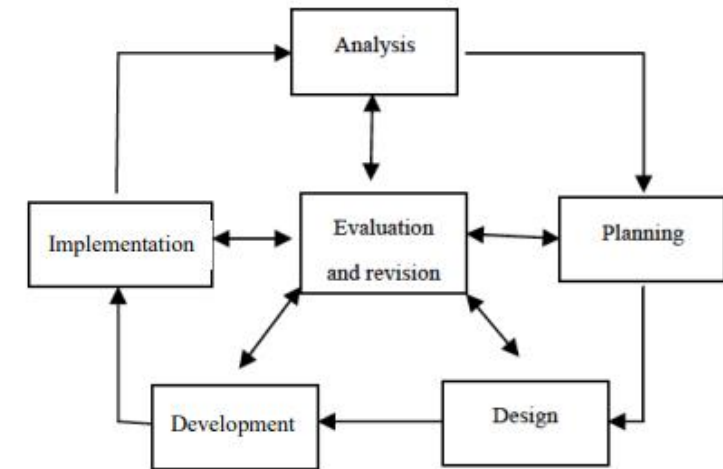 Analysis
Implementation
Evaluation
and revision
Planning
Development
Design